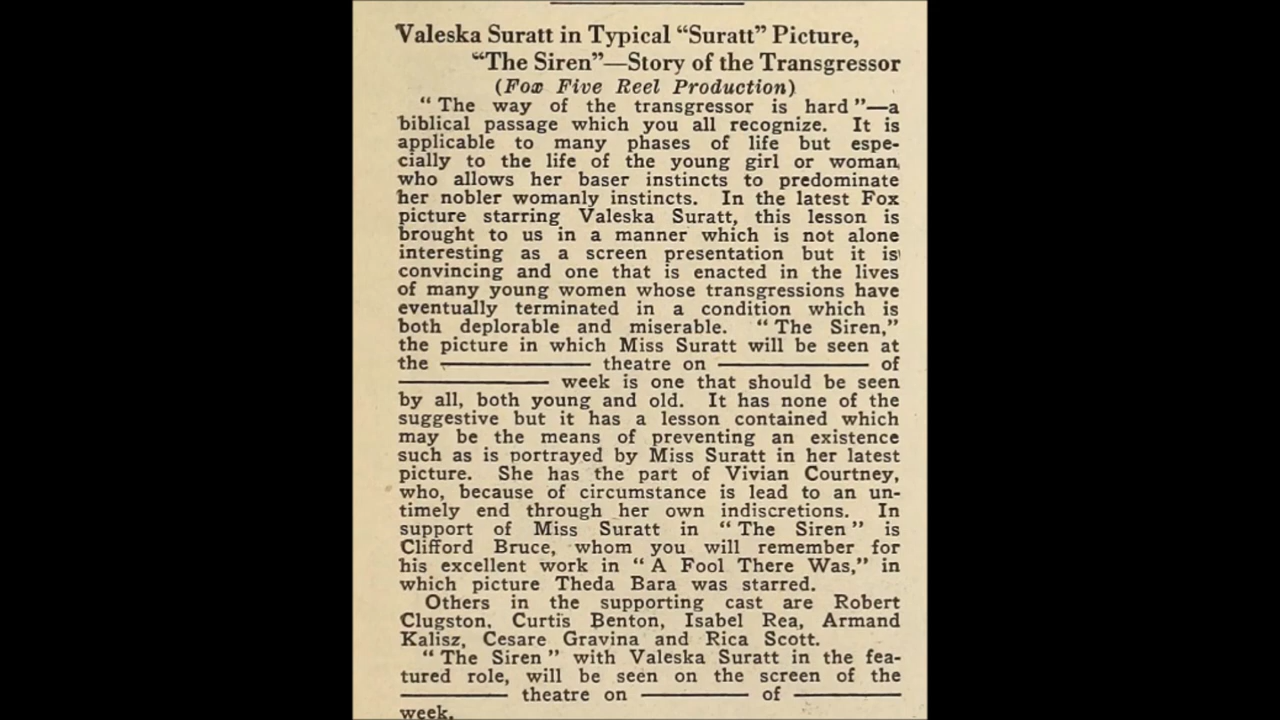 Valeska Suratt in Typical “Suratt” Picture,
“The Siren”—Story of the Transgressor
(Fox Five Reel Production)
“The way of the transgressor is hard”—a
biblical passage which you all recognize. It is
applicable to many phases of life but espe-
cially to the life of the young girl or woman
who allows her baser instincts to predominate
her nobler womanly instincts. In the latest Fox
picture starring Valeska Suratt, this lesson is
brought to us in a manner which is not alone
interesting as a screen presentation but it is
convincing and one that is enacted in the lives
of many young women whose transgressions have
eventually terminated in a condition which is
both deplorable and miserable. “The Siren,”
the picture in which Miss Suratt will be seen at
the ———— theatre on ———— of
———— week is one that should be seen
by all, both young and old. It has none of the
suggestive but it has a lesson contained which
may be the means of preventing an existence
such as is portrayed by Miss Suratt in her latest
picture. She has the part of Vivian Courtney,
who, because of circumstance is lead to an un-
timely end through her own indiscretions. In
support of Miss Suratt in “The Siren” is
Clifford Bruce, whom you will remember for
his excellent work in “A Fool There Was,” in
which picture Theda Bara was starred.
Others in the supporting cast are Robert
Clugston, Curtis Benton, Isabel Rea, Armand
Kalisz, Cesare Gravina and Rica Scott.
“The Siren” with Valeska Suratt in the fea-
tured role, will be seen on the screen of the
———— theatre on ———— of ————
week.